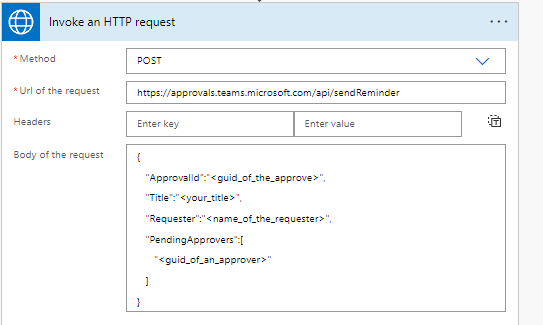 Invoke an HTTP request
...
* Method
POST
* Url of the request
https://approvals.teams.microsoft.com/api/sendReminder
Headers
Enter key
Enter value
Body of the request
{
"ApprovalId":"<guid_of_the_approve>",
"Title":"<your_title>",
"Requester":"<name_of_the_requester>",
"PendingApprovers":[
"<guid_of_an_approver>"
]
}